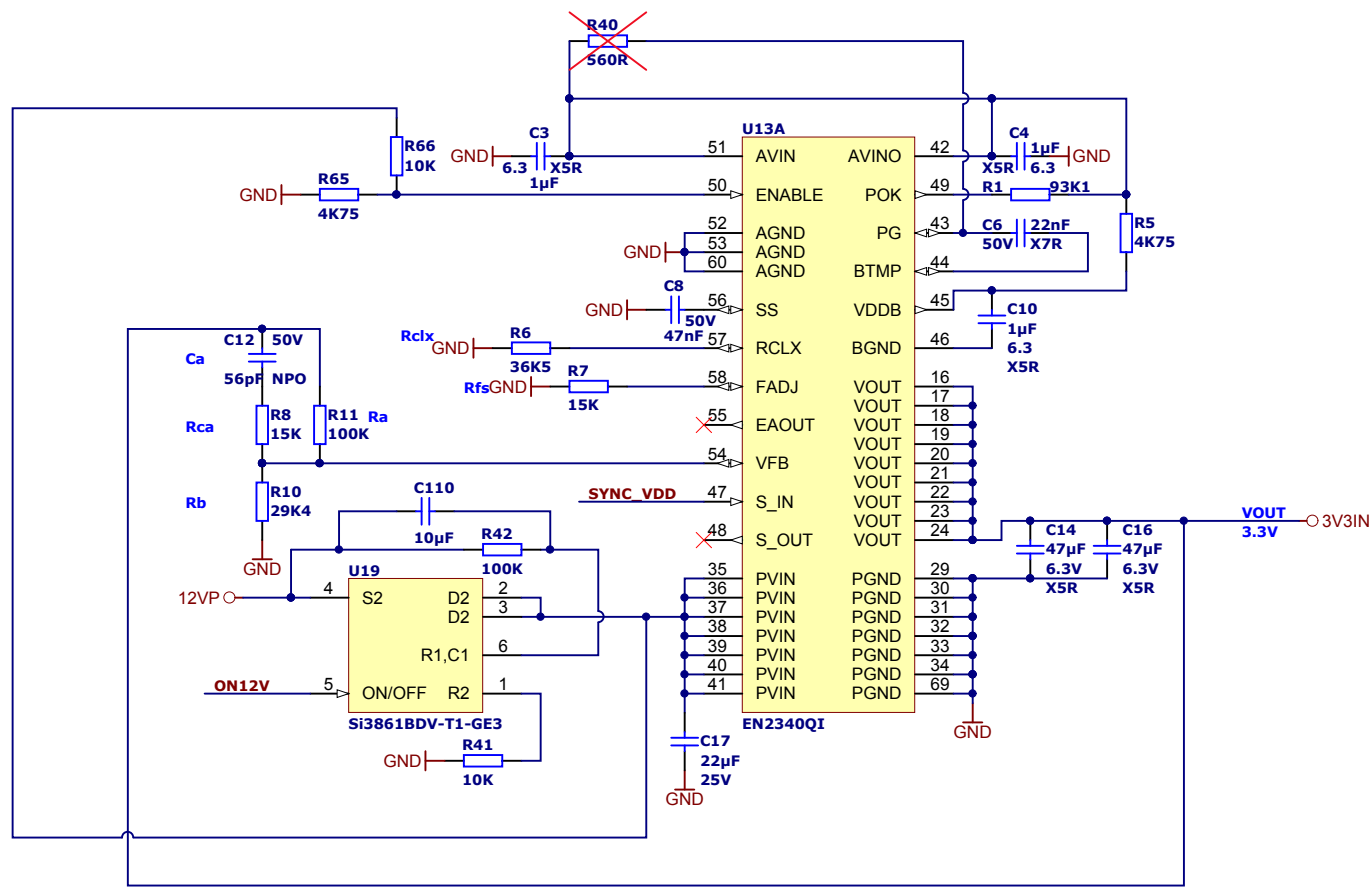 R40
560R
U13A
R66
10K
GND
C3
6.3
X5R
1µF
51
AVIN
AVINO
42
C4
1µF
X5R
6.3
GND
GND
R65
4K75
50
ENABLE
POK
49
R1
93K1
52
AGND
53
AGND
60
AGND
GND
PG
43
C6
22nF
50V
X7R
R5
4K75
BTMP
44
GND
C8
50V
47nF
56
SS
VDDB
45
C10
1µF
6.3
X5R
Rclx
GND
R6
36K5
57
RCLX
BGND
46
Rfs
GND
R7
15K
58
FADJ
VOUT
16
VOUT
17
VOUT
18
VOUT
19
VOUT
20
VOUT
21
VOUT
22
VOUT
23
VOUT
24
55
EAOUT
54
VFB
C12
50V
Ca
56pF
NPO
R8
15K
Rca
R11
100K
Ra
Rb
R10
29K4
GND
SYNC_VDD
47
S_IN
48
S_OUT
C110
10µF
R42
100K
C14
47µF
6.3V
X5R
C16
47µF
6.3V
X5R
VOUT
3.3V
3V3IN
U19
12VP
4
S2
D2
2
D2
3
R1,C1
6
ON12V
5
ON/OFF
R2
1
Si3861BDV-T1-GE3
GND
R41
10K
35
PVIN
36
PVIN
37
PVIN
38
PVIN
39
PVIN
40
PVIN
41
PVIN
PGND
29
PGND
30
PGND
31
PGND
32
PGND
33
PGND
34
PGND
69
EN2340QI
GND
C17
22µF
25V
GND